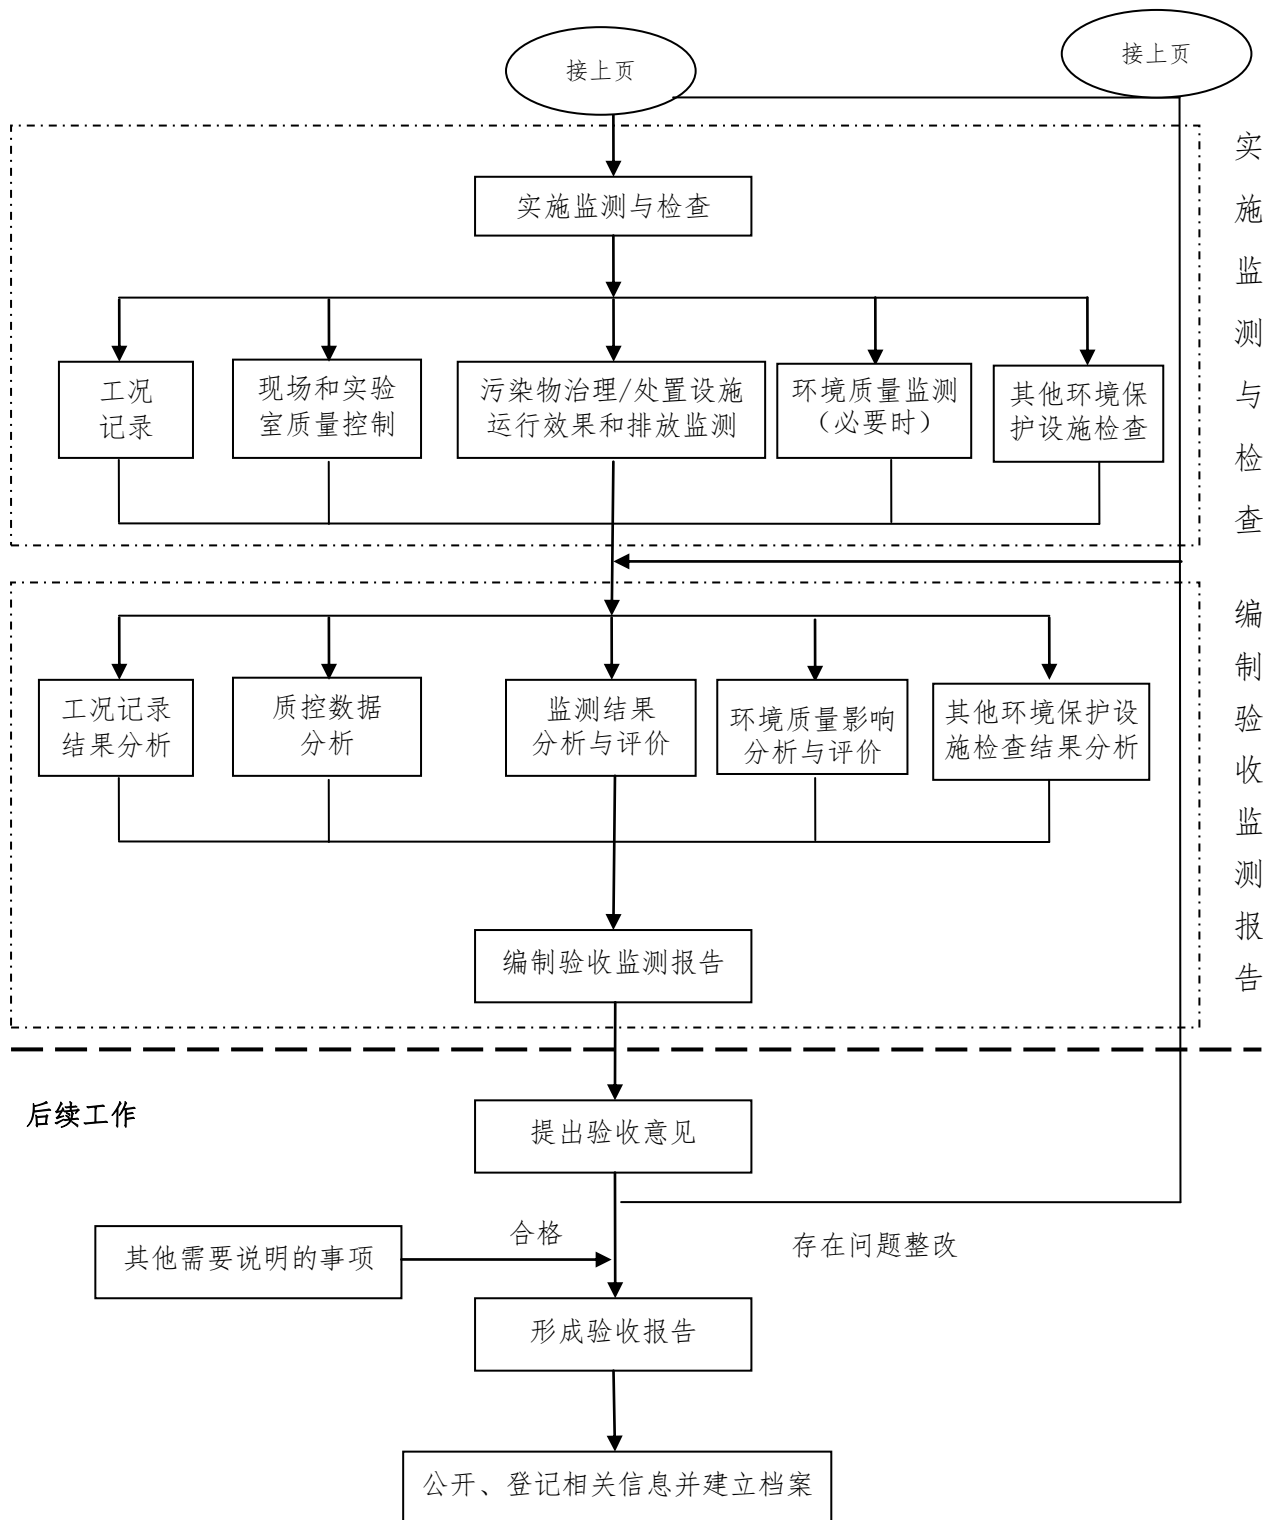 接上页
接上页
实施监测与检查
实施监测与检查
工况
记录
现场和实验
室质量控制
污染物治理/处置设施
运行效果和排放监测
环境质量监测
（必要时）
其他环境保
护设施检查
编制验收监测报告
工况记录
结果分析
质控数据
分析
监测结果
分析与评价
环境质量影响
分析与评价
其他环境保护设
施检查结果分析
编制验收监测报告
后续工作
提出验收意见
合格
存在问题整改
其他需要说明的事项
形成验收报告
公开、登记相关信息并建立档案